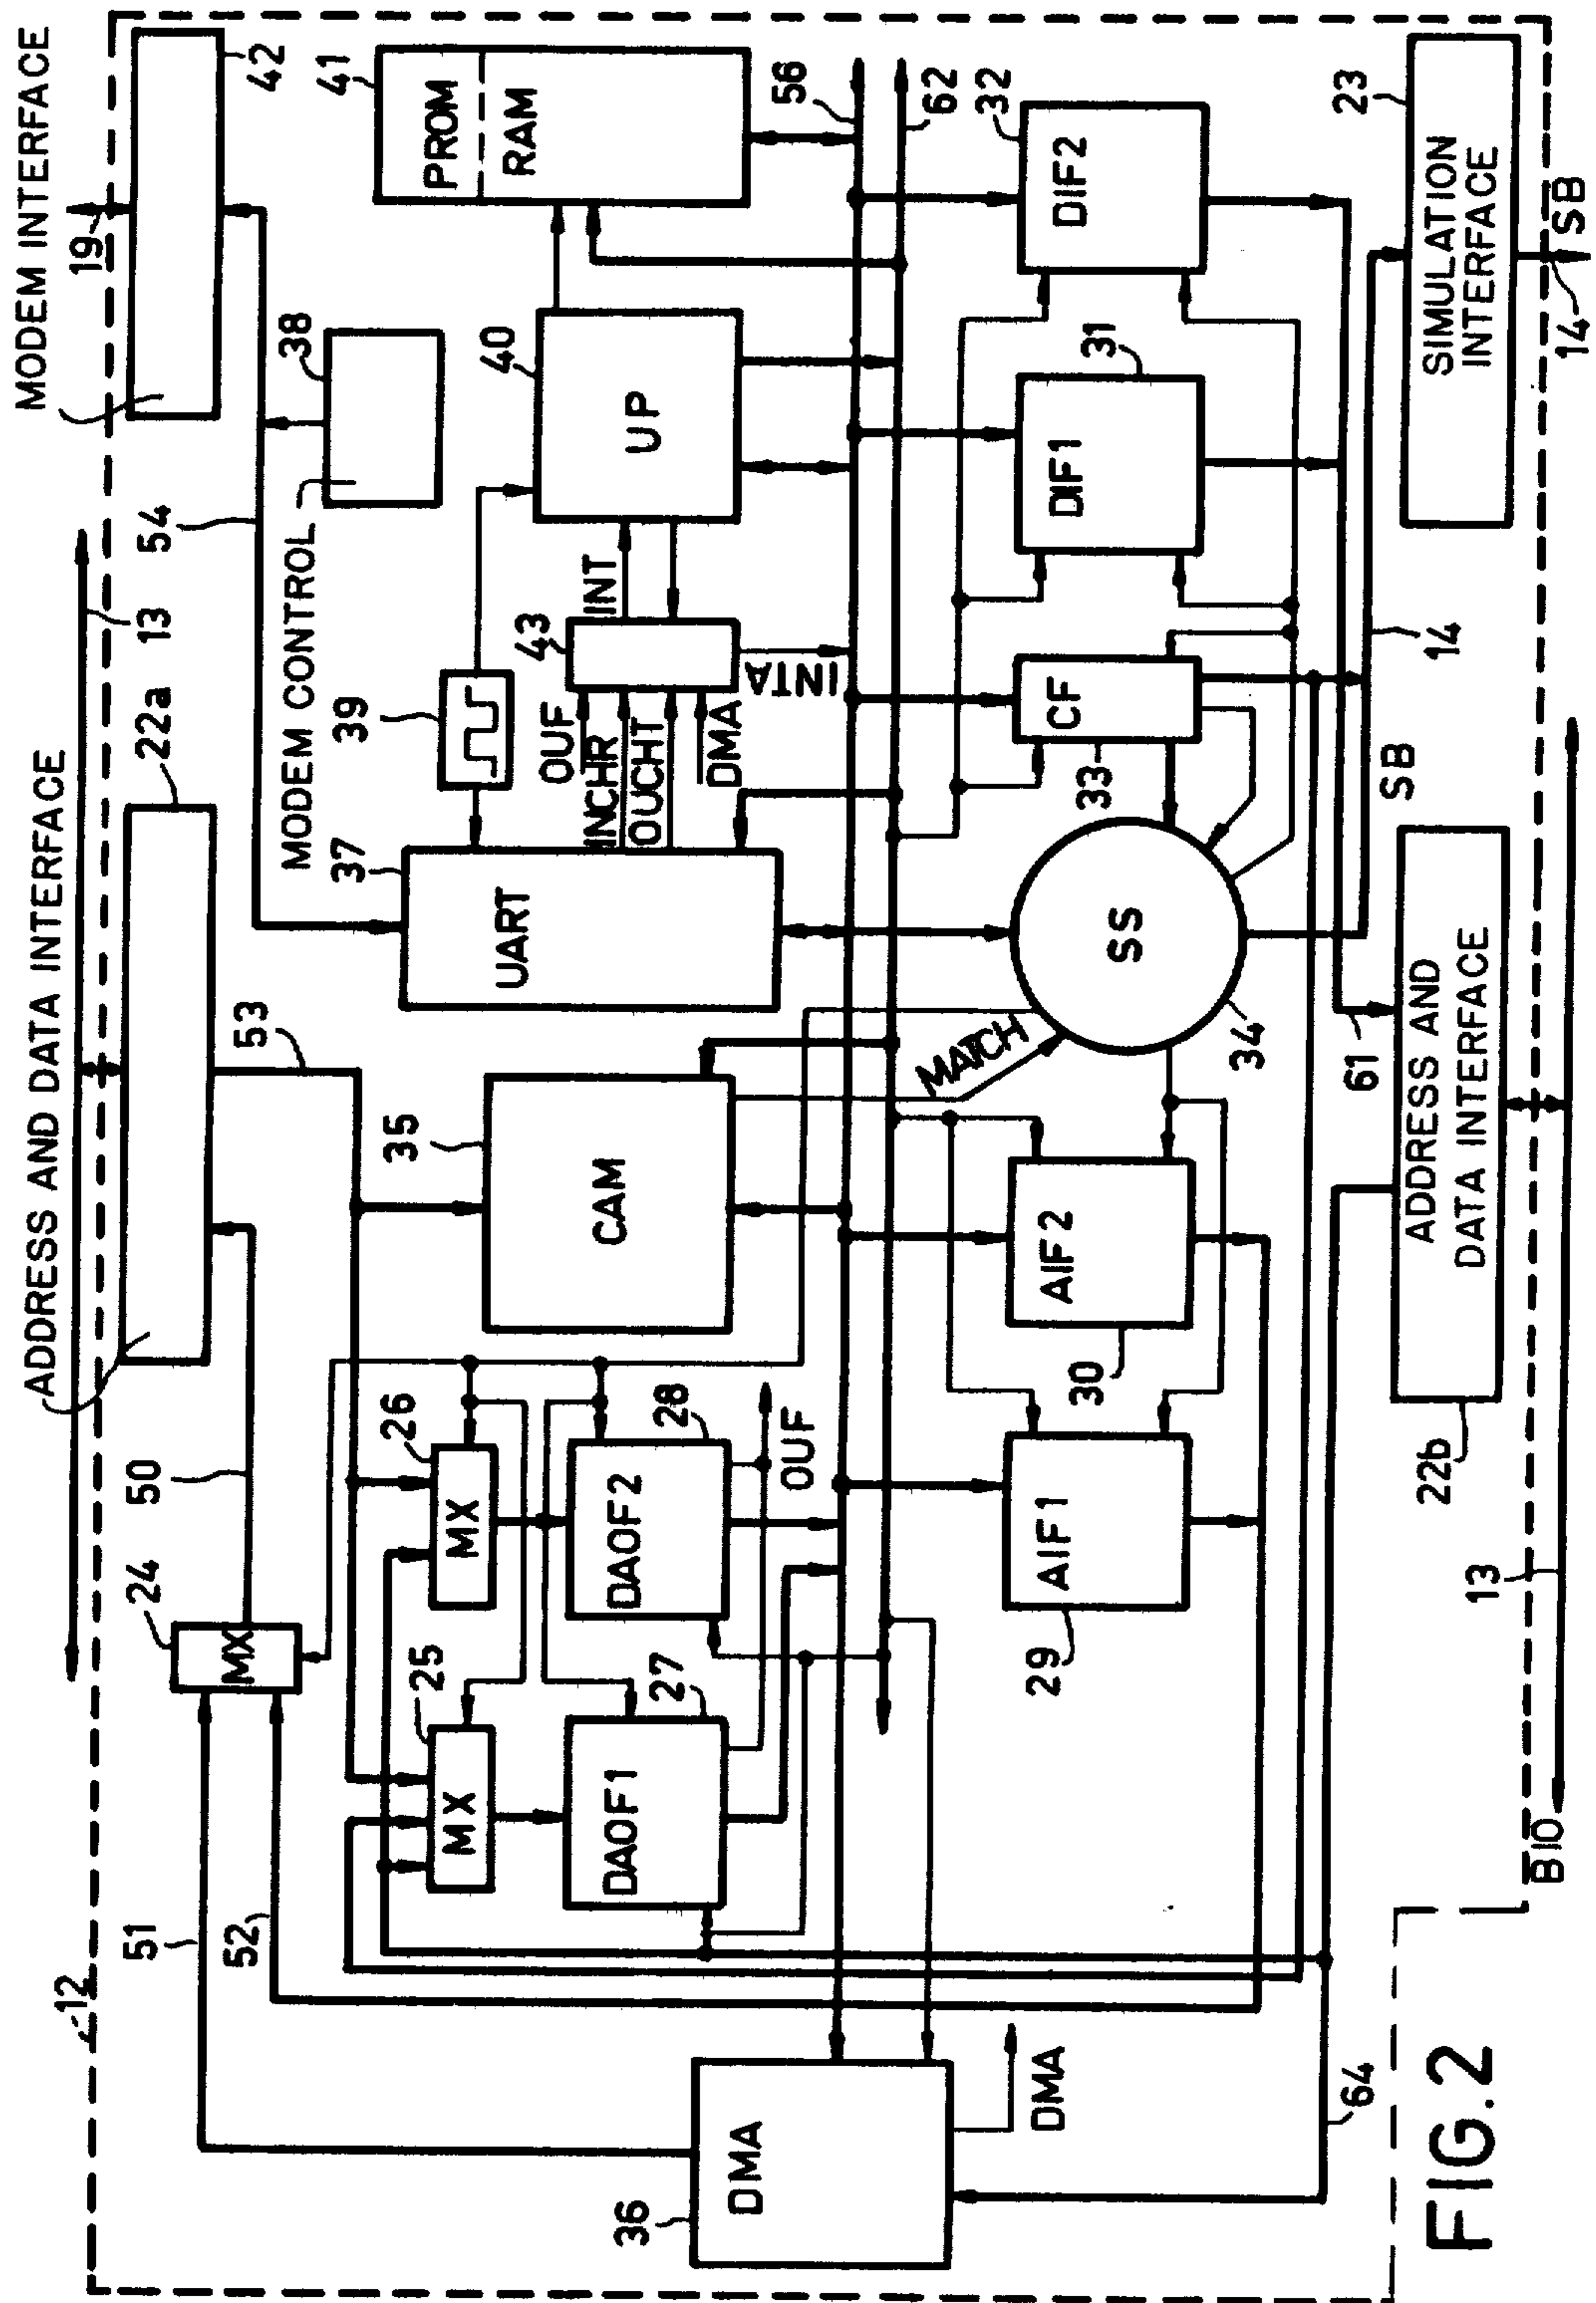 MODEM INTERFACE
19
42
38
MODEM CONTROL
54
13
ADDRESS AND DATA INTERFACE
22a
53
50
24
MX
51
52
12
41
PROM
RAM
40
UP
39
INT
43
INTA
OUF
INCHR
OUCHT
DMA
37
UART
35
CAM
26
MX
25
MX
28
DAOF2
27
DAOF1
OUF
36
DMA
DMA
56
62
32
DIF2
31
DIF1
CF
33
SS
34
MATCH
AIF2
30
AIF1
29
64
61
14
SB
23
SIMULATION
INTERFACE
14
SB
ADDRESS AND
DATA INTERFACE
22b
13
B10
FIG.2